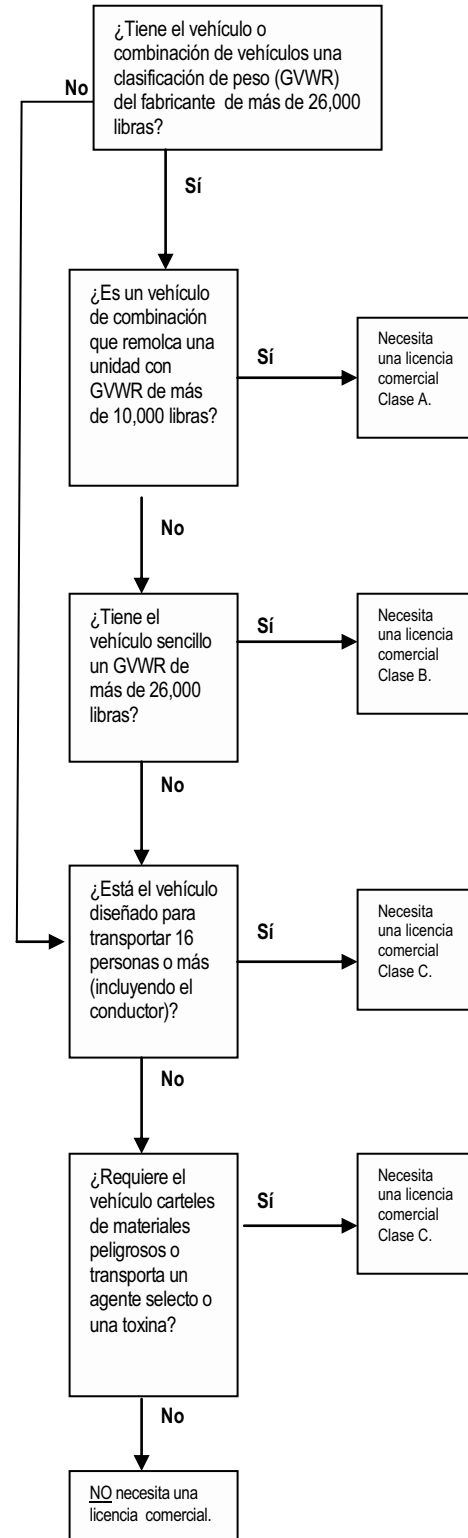 ¿Tiene el vehículo o
combinación de vehículos una
clasificación de peso (GVWR)
del fabricante de más de 26,000
libras?
No
Sí
¿Es un vehículo
de combinación
que remolca una
unidad con
GVWR de más
de 10,000 libras?
Sí
Necesita
una licencia
comercial
Clase A.
No
¿Tiene el
vehículo sencillo
un GVWR de
más de 26,000
libras?
Sí
Necesita
una licencia
comercial
Clase B.
No
¿Está el vehículo
diseñado para
transportar 16
personas o más
(incluyendo el
conductor)?
Sí
Necesita
una licencia
comercial
Clase C.
No
¿Requiere el
vehículo carteles
de materiales
peligrosos o
transporta un
agente selecto o
una toxina?
Sí
Necesita
una licencia
comercial
Clase C.
No
NO necesita una
licencia comercial.